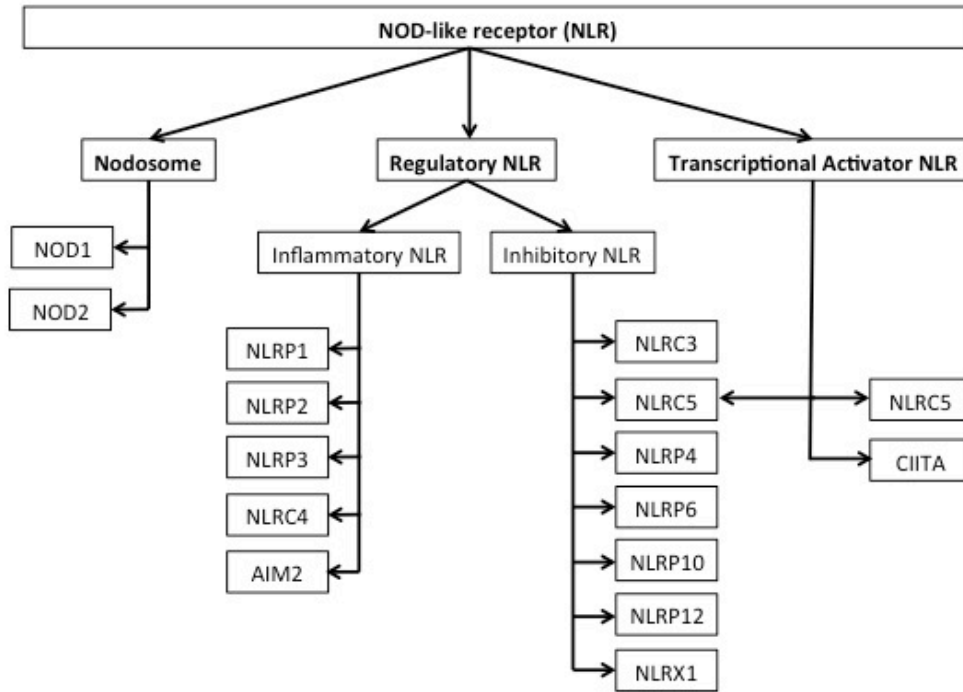 NOD-like receptor (NLR)
Nodosome
Regulatory NLR
Transcriptional Activator NLR
NOD1
NOD2
Inflammatory NLR
Inhibitory NLR
NLRP1
NLRP2
NLRP3
NLRC4
AIM2
NLRC3
NLRC5
NLRP4
NLRP6
NLRP10
NLRP12
NLRX1
NLRC5
CIITA